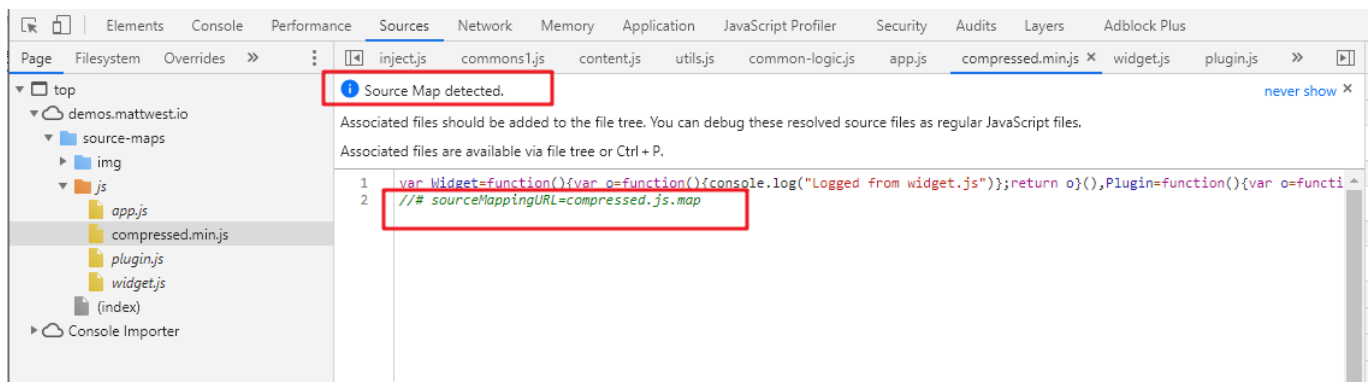 Elements Console Performance Sources Network Memory Application JavaScript Profiler Security Audits Layers Adblock Plus
Page Filesystem Overrides » inject.js commons1.js content.js utils.js common-logic.js app.js compressed.min.js × widget.js plugin.js »
top
demos.mattwest.io
source-maps
img
js
app.js
compressed.min.js
plugin.js
widget.js
(index)
Console Importer
Source Map detected. never show ×
Associated files should be added to the file tree. You can debug these resolved source files as regular JavaScript files.
Associated files are available via file tree or Ctrl + P.
1 var Widget=function(){var o=function(){console.log("Logged from widget.js")};return o}(),Plugin=function(){var o=functi
2 //# sourceMappingURL=compressed.js.map